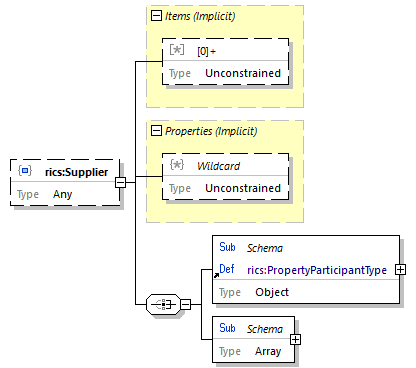 Items (Implicit)
[0]+
Type Unconstrained
Properties (Implicit)
Wildcard
Type Unconstrained
rics:Supplier
Type Any
Sub Schema
Def rics:PropertyParticipantType
Type Object
Sub Schema
Type Array